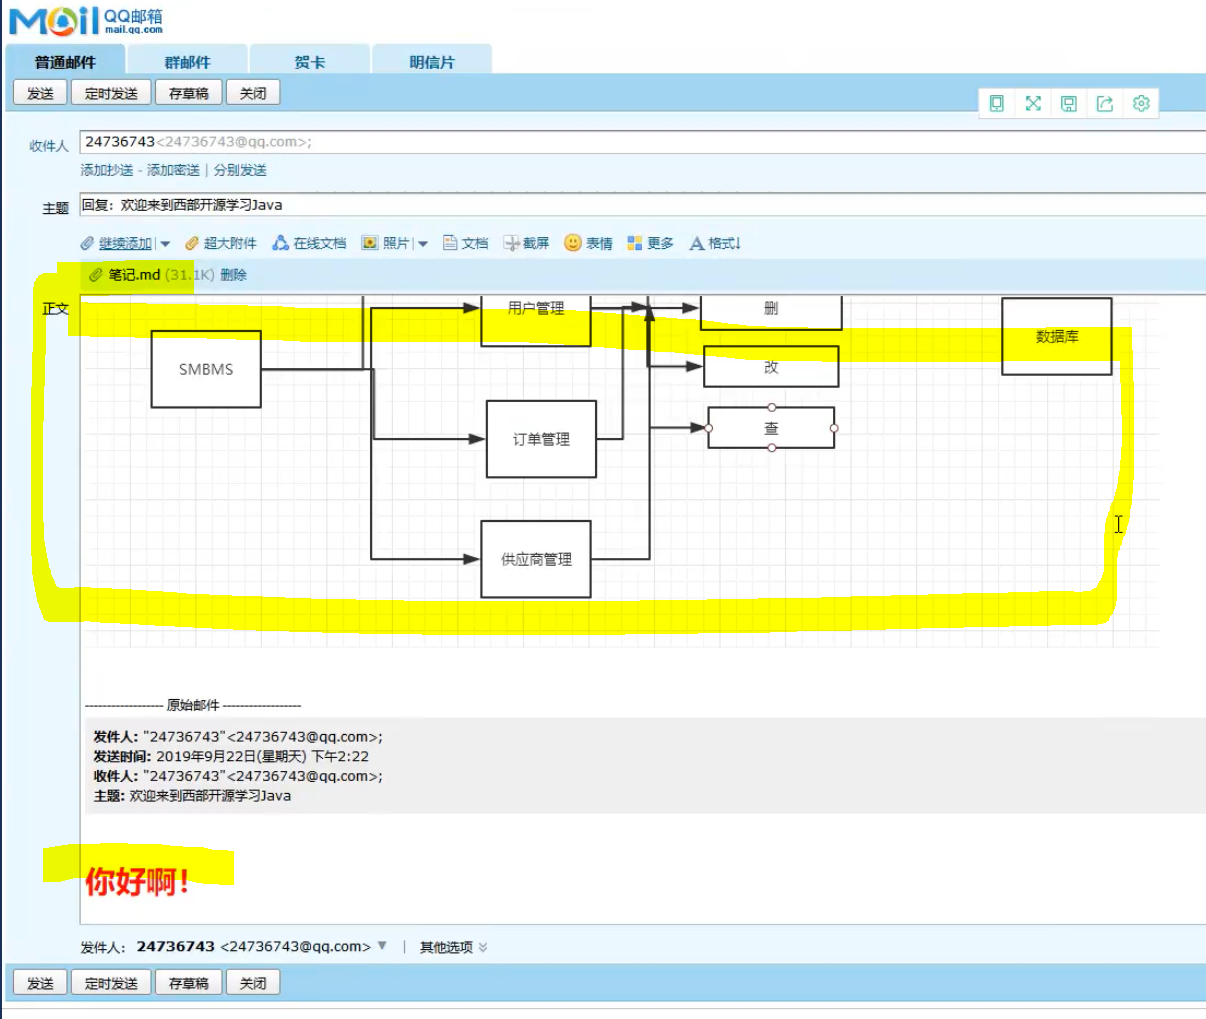 MOil QQ邮箱
mail.qq.com
普通邮件 群邮件 贺卡 明信片
发送 定时发送 存草稿 关闭
收件人 24736743<24736743@qq.com>;
添加抄送 - 添加密送 | 分别发送
主题 回复：欢迎来到西部开源学习Java
继续添加 | 超大附件 在线文档 照片 | 文档 截屏 表情 更多 格式↓
笔记.md (31.1K) 删除
正文
用户管理 删
数据库
SMBMS 改
订单管理 查
供应商管理
------------------ 原始邮件 ------------------
发件人: "24736743"<24736743@qq.com>;
发送时间: 2019年9月22日(星期天) 下午2:22
收件人: "24736743"<24736743@qq.com>;
主题: 欢迎来到西部开源学习Java
你好啊！
发件人： 24736743 <24736743@qq.com> | 其他选项
发送 定时发送 存草稿 关闭